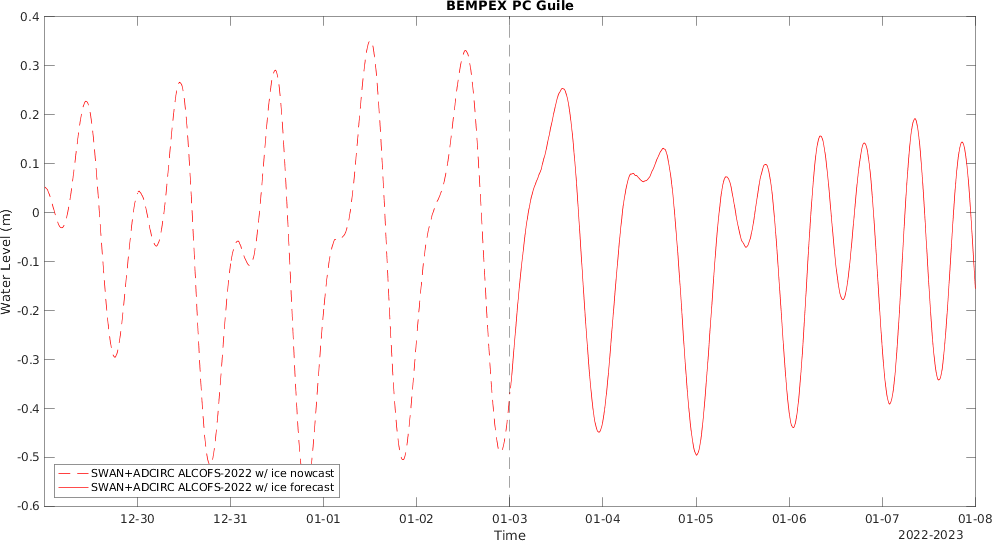 BEMPEX PC Guile
Water Level (m)
0.4
0.3
0.2
0.1
0
-0.1
-0.2
-0.3
-0.4
-0.5
-0.6
SWAN+ADCIRC ALCOFS-2022 w/ ice nowcast
SWAN+ADCIRC ALCOFS-2022 w/ ice forecast
12-30 12-31 01-01 01-02 01-03 01-04 01-05 01-06 01-07 01-08
Time
2022-2023